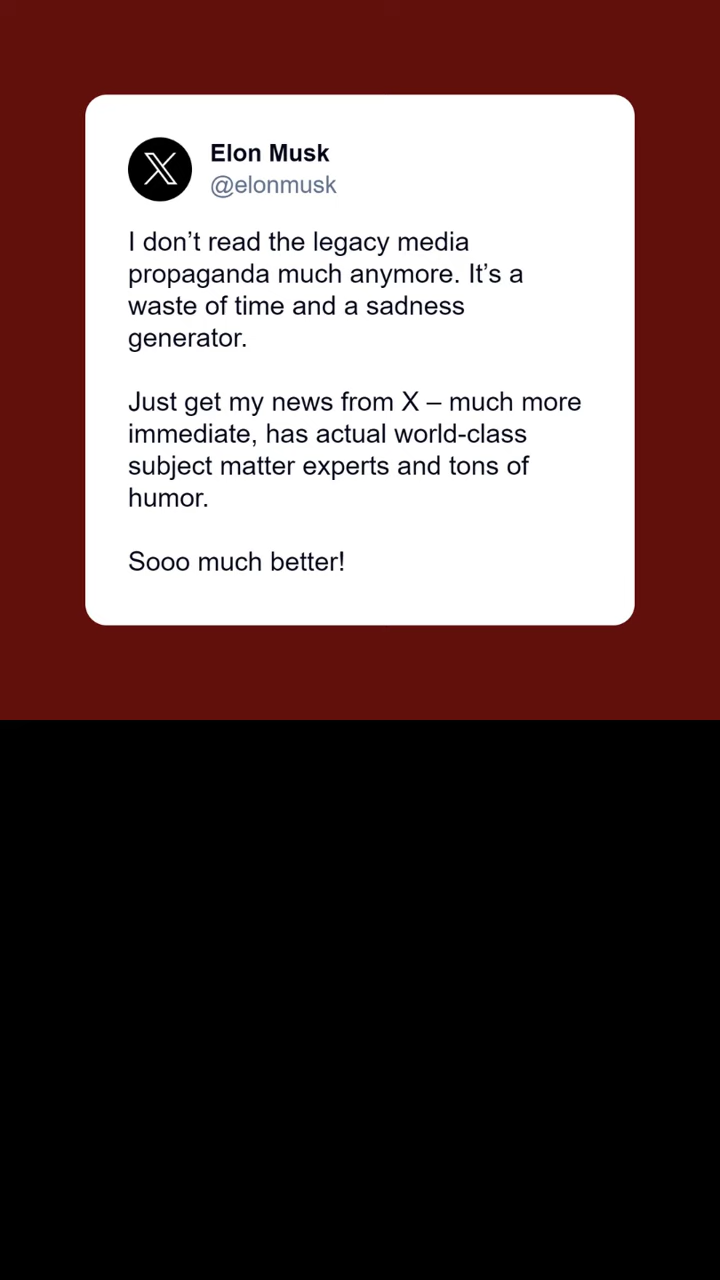 Elon Musk
@elonmusk
I don’t read the legacy media
propaganda much anymore. It’s a
waste of time and a sadness
generator.
Just get my news from X – much more
immediate, has actual world-class
subject matter experts and tons of
humor.
Sooo much better!